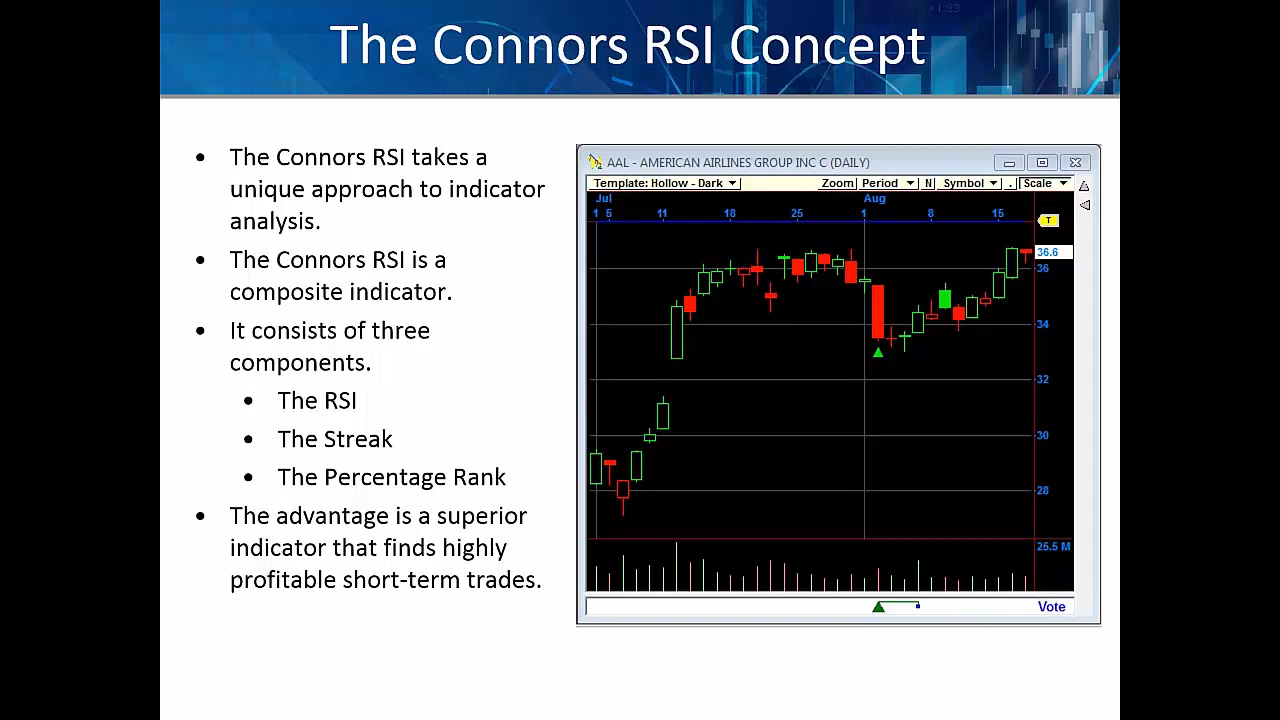 +1.33
The Connors RSI Concept
• The Connors RSI takes a
unique approach to indicator
analysis.
• The Connors RSI is a
composite indicator.
• It consists of three
components.
• The RSI
• The Streak
• The Percentage Rank
• The advantage is a superior
indicator that finds highly
profitable short-term trades.
AAL - AMERICAN AIRLINES GROUP INC C (DAILY)
Template: Hollow - Dark Zoom Period N Symbol . Scale
Jul Aug
1 5 11 18 25 1 8 15
T
36.6
36
34
32
30
28
25.5 M
Vote